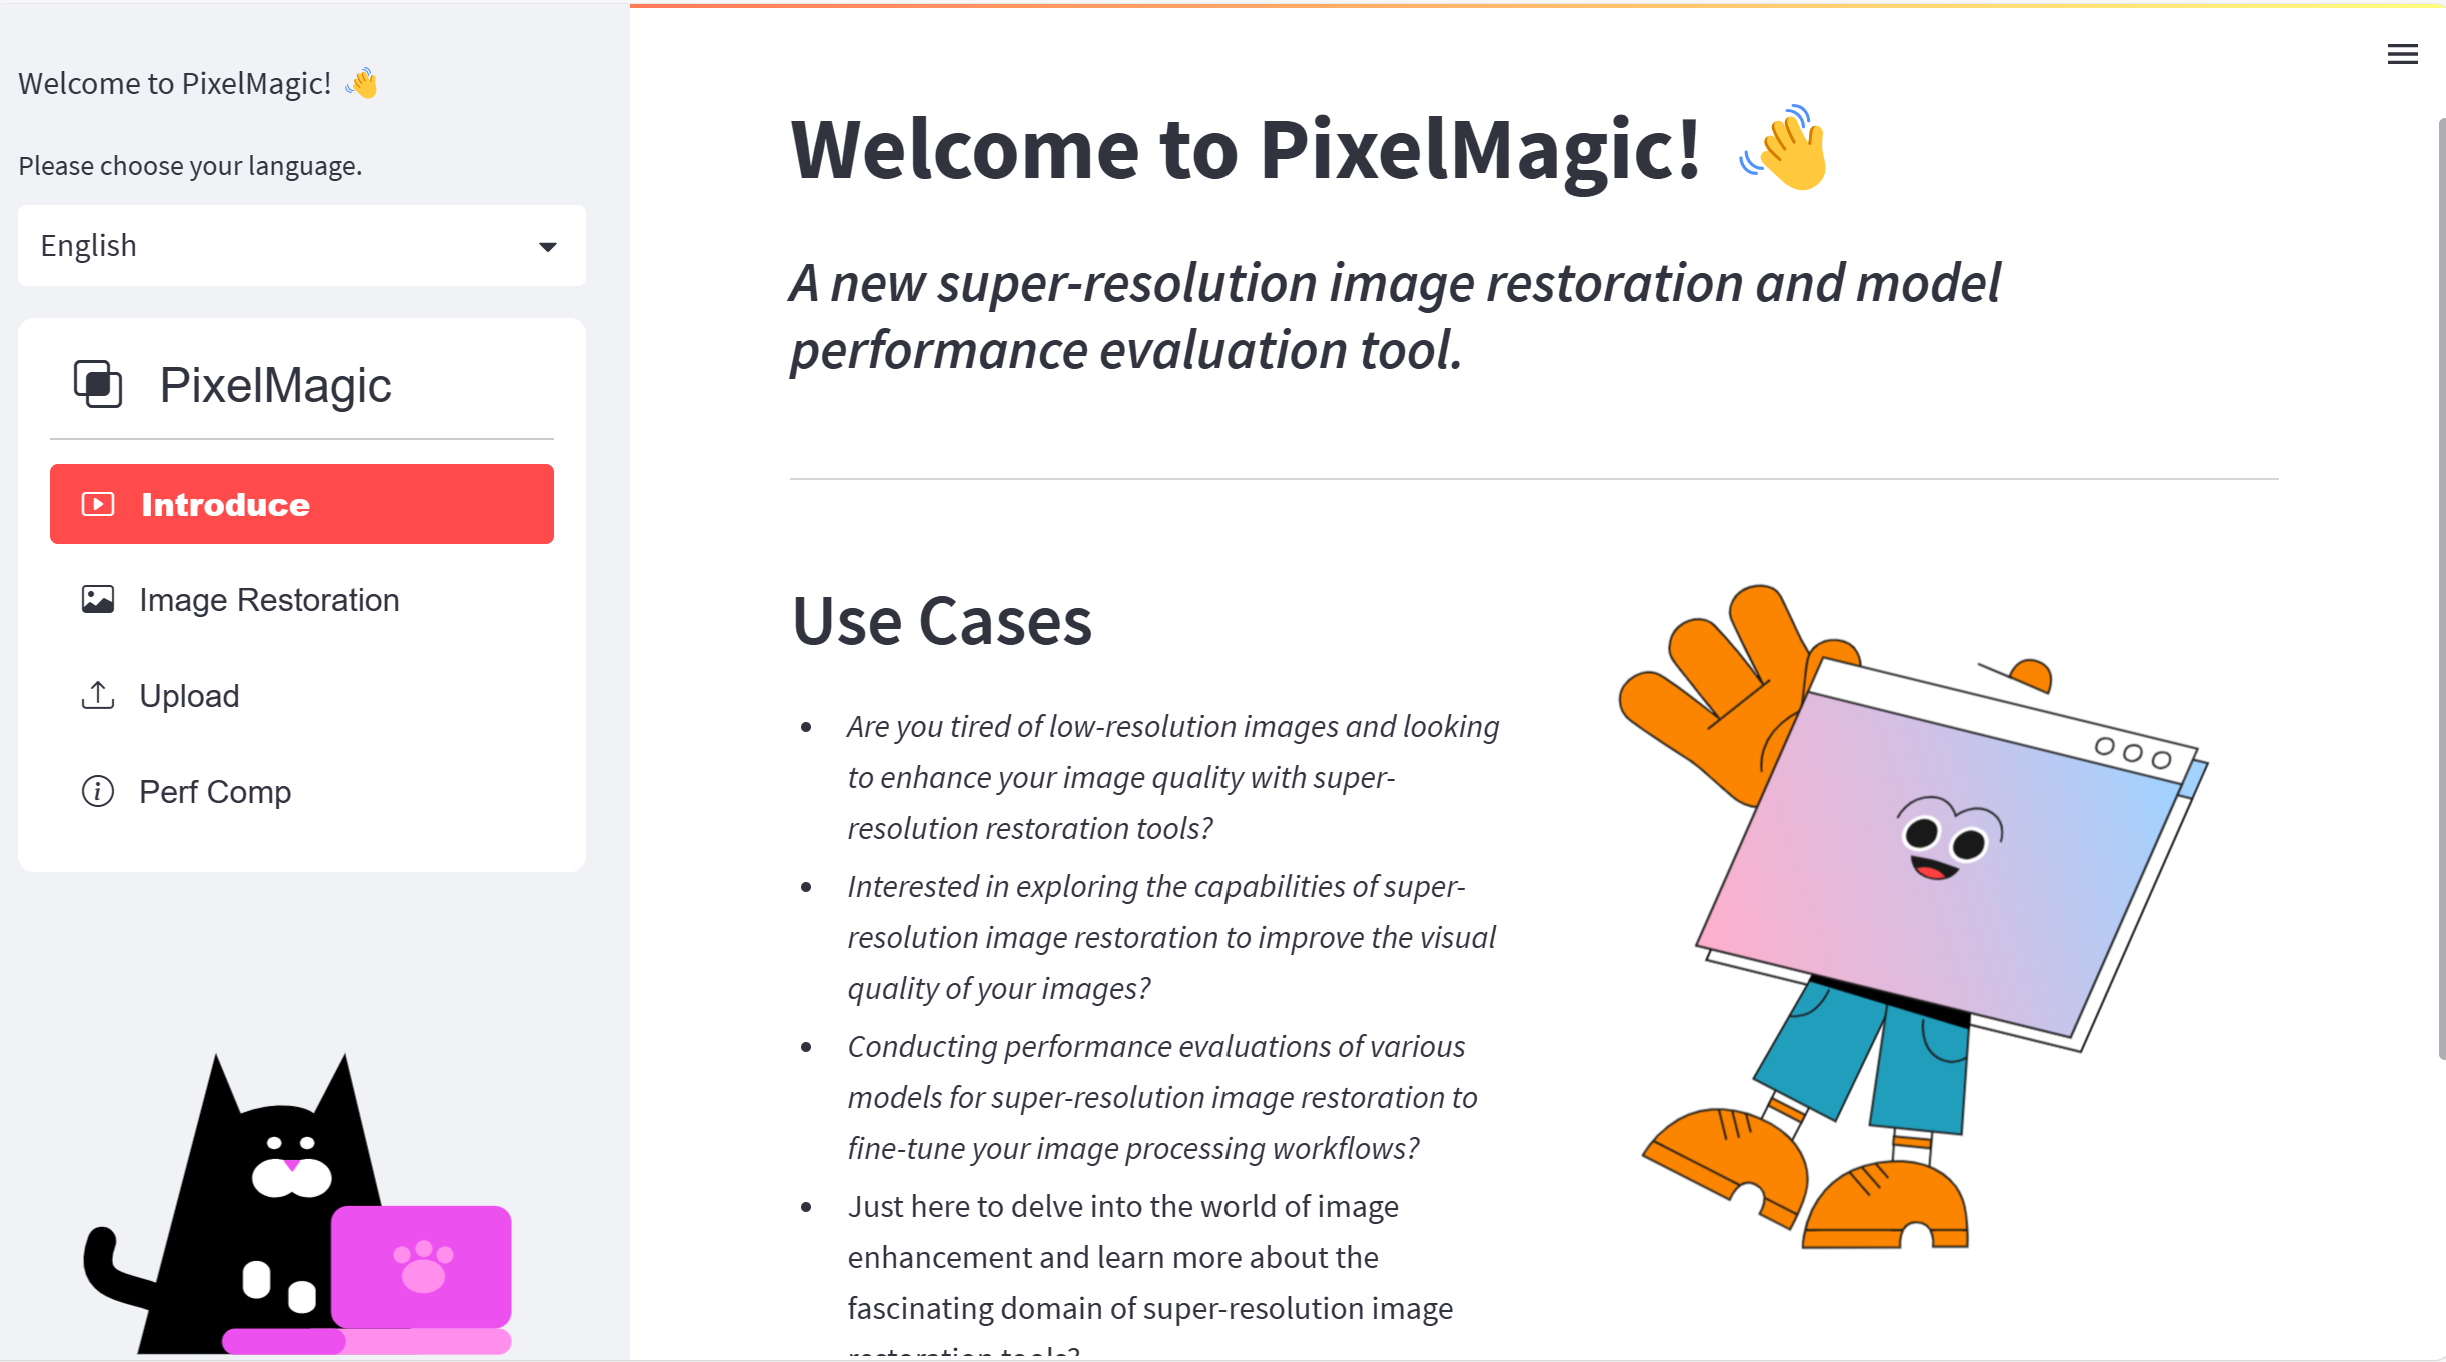 Welcome to PixelMagic! 👋
Please choose your language.
English
PixelMagic
Introduce
Image Restoration
Upload
Perf Comp
Welcome to PixelMagic! 👋
A new super-resolution image restoration and model
performance evaluation tool.
Use Cases
• Are you tired of low-resolution images and looking
to enhance your image quality with super-
resolution restoration tools?
• Interested in exploring the capabilities of super-
resolution image restoration to improve the visual
quality of your images?
• Conducting performance evaluations of various
models for super-resolution image restoration to
fine-tune your image processing workflows?
• Just here to delve into the world of image
enhancement and learn more about the
fascinating domain of super-resolution image
restoration tools?